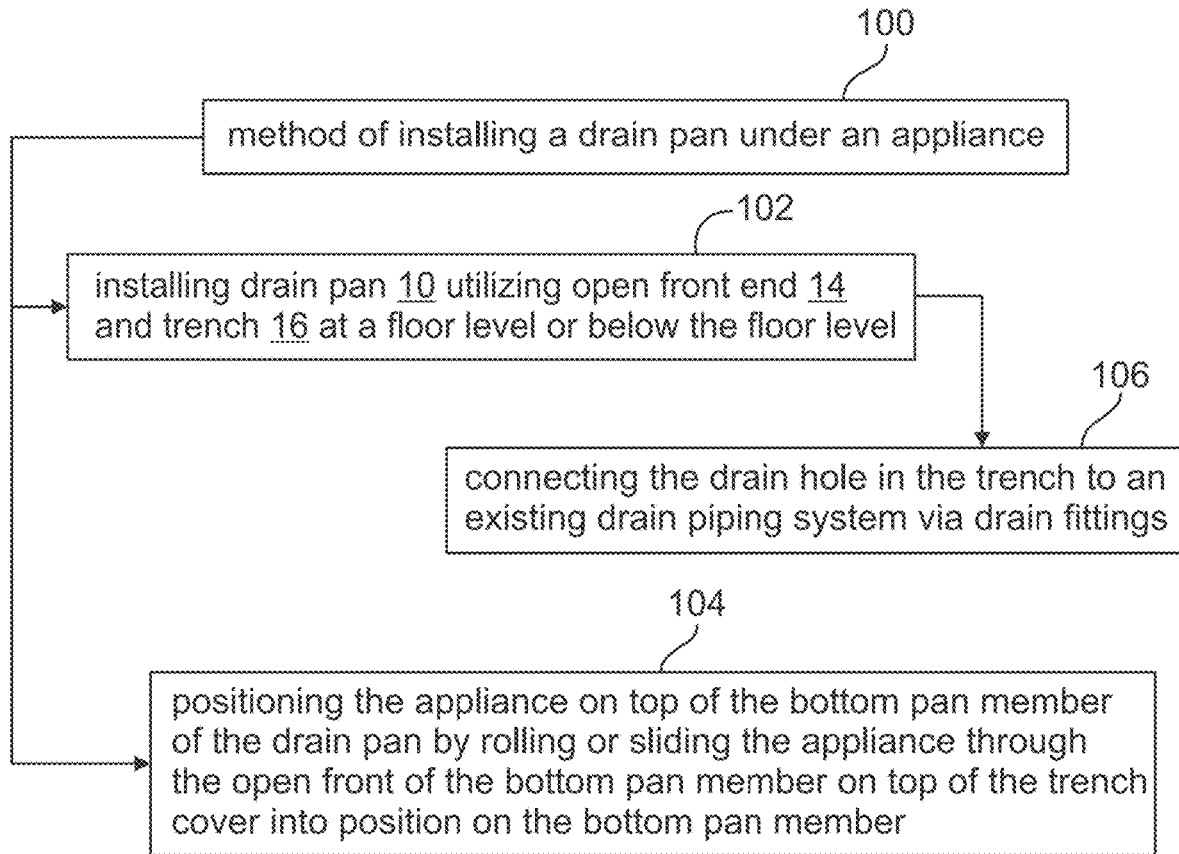 100
method of installing a drain pan under an appliance
102
installing drain pan 10 utilizing open front end 14
and trench 16 at a floor level or below the floor level
106
connecting the drain hole in the trench to an
existing drain piping system via drain fittings
104
positioning the appliance on top of the bottom pan member
of the drain pan by rolling or sliding the appliance through
the open front of the bottom pan member on top of the trench
cover into position on the bottom pan member